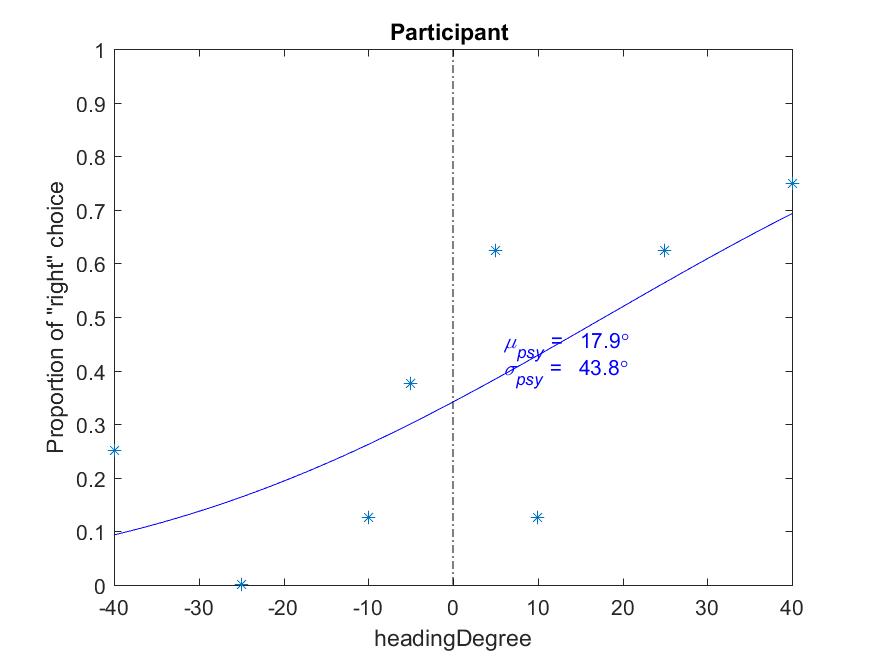 Participant
1
0.9
0.8
0.7
0.6
0.5
0.4
0.3
0.2
0.1
0
Proportion of "right" choice
μpsy = 17.9°
σpsy = 43.8°
-40 -30 -20 -10 0 10 20 30 40
headingDegree